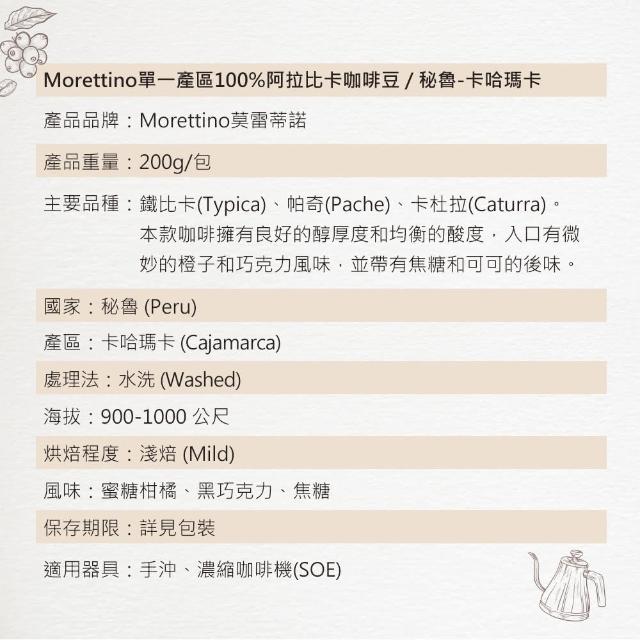 Morettino單一產區100%阿拉比卡咖啡豆 / 秘魯-卡哈瑪卡
產品品牌：Morettino莫雷蒂諾
產品重量：200g/包
主要品種：鐵比卡(Typica)、帕奇(Pache)、卡杜拉(Caturra)。
本款咖啡擁有良好的醇厚度和均衡的酸度，入口有微
妙的橙子和巧克力風味，並帶有焦糖和可可的後味。
國家：秘魯 (Peru)
產區：卡哈瑪卡 (Cajamarca)
處理法：水洗 (Washed)
海拔：900-1000 公尺
烘焙程度：淺焙 (Mild)
風味：蜜糖柑橘、黑巧克力、焦糖
保存期限：詳見包裝
適用器具：手沖、濃縮咖啡機(SOE)